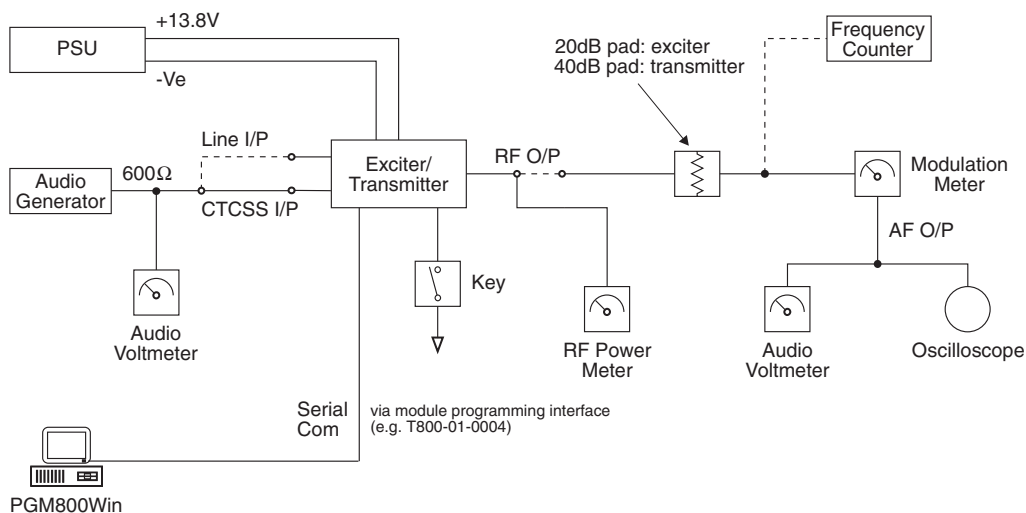 +13.8V
PSU
-Ve
Frequency
Counter
20dB pad: exciter
40dB pad: transmitter
Line I/P
600Ω
Audio
Generator
CTCSS I/P
Exciter/
Transmitter
RF O/P
Modulation
Meter
AF O/P
Key
Audio
Voltmeter
RF Power
Meter
Audio
Voltmeter
Oscilloscope
Serial
Com
via module programming interface
(e.g. T800-01-0004)
PGM800Win